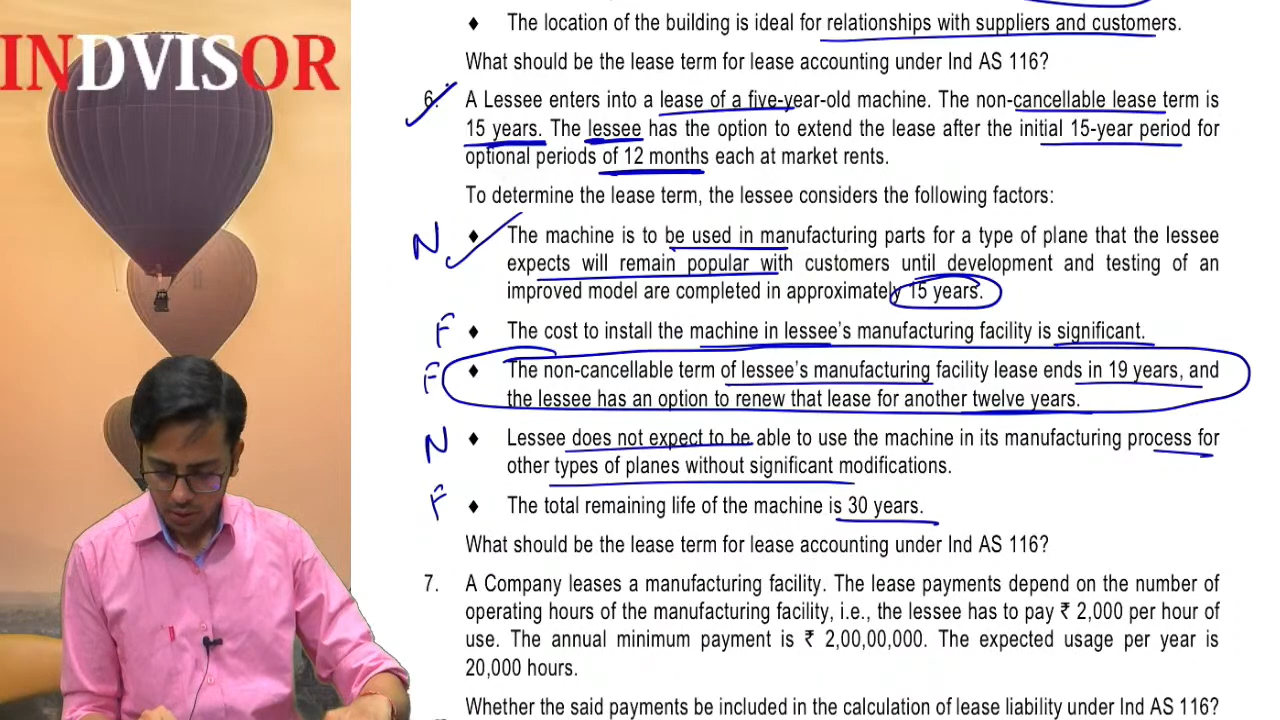 INDVISOR
♦ The location of the building is ideal for relationships with suppliers and customers.
What should be the lease term for lease accounting under Ind AS 116?
6. A Lessee enters into a lease of a five-year-old machine. The non-cancellable lease term is
15 years. The lessee has the option to extend the lease after the initial 15-year period for
optional periods of 12 months each at market rents.
To determine the lease term, the lessee considers the following factors:
N ♦ The machine is to be used in manufacturing parts for a type of plane that the lessee
expects will remain popular with customers until development and testing of an
improved model are completed in approximately 15 years.
F ♦ The cost to install the machine in lessee's manufacturing facility is significant.
F ♦ The non-cancellable term of lessee's manufacturing facility lease ends in 19 years, and
the lessee has an option to renew that lease for another twelve years.
N ♦ Lessee does not expect to be able to use the machine in its manufacturing process for
other types of planes without significant modifications.
F ♦ The total remaining life of the machine is 30 years.
What should be the lease term for lease accounting under Ind AS 116?
7. A Company leases a manufacturing facility. The lease payments depend on the number of
operating hours of the manufacturing facility, i.e., the lessee has to pay ₹ 2,000 per hour of
use. The annual minimum payment is ₹ 2,00,00,000. The expected usage per year is
20,000 hours.
Whether the said payments be included in the calculation of lease liability under Ind AS 116?